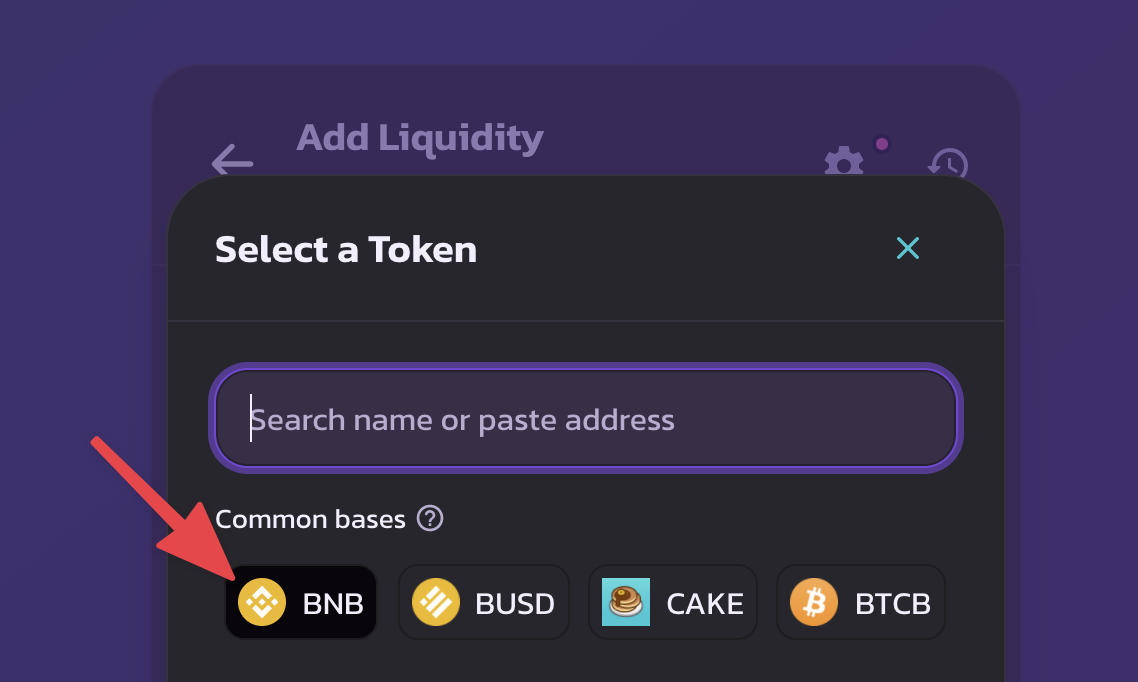 Add Liquidity
Select a Token
Search name or paste address
Common bases ?
BNB BUSD CAKE BTCB